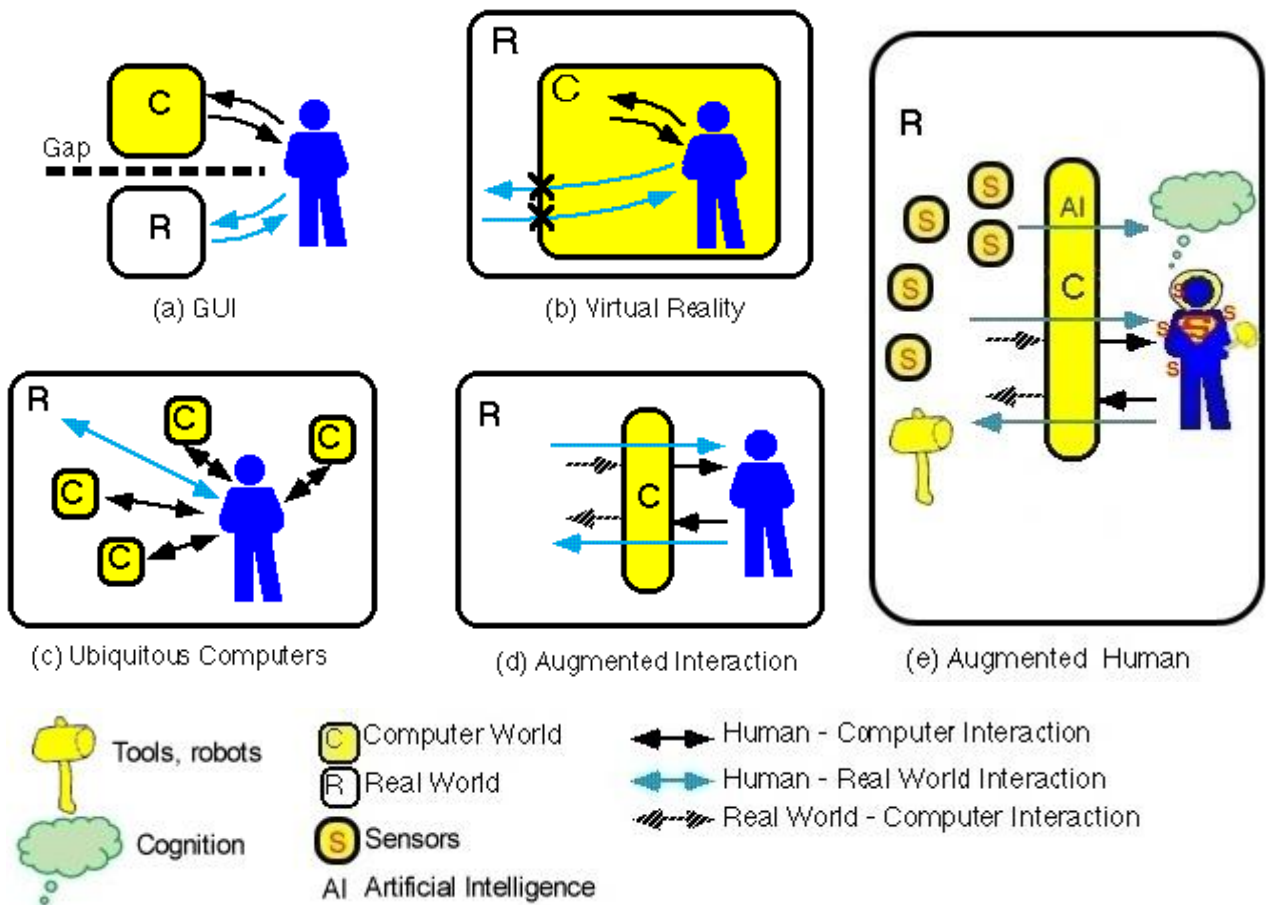 C
Gap
R
(a) GUI
R
C
(b) Virtual Reality
R
C
C
C
C
(c) Ubiquitous Computers
R
C
(d) Augmented Interaction
R
S
S
S
S
S
AI
C
S
S
S
S
S
(e) Augmented Human
Tools, robots
Cognition
C Computer World
R Real World
S Sensors
AI Artificial Intelligence
Human - Computer Interaction
Human - Real World Interaction
Real World - Computer Interaction